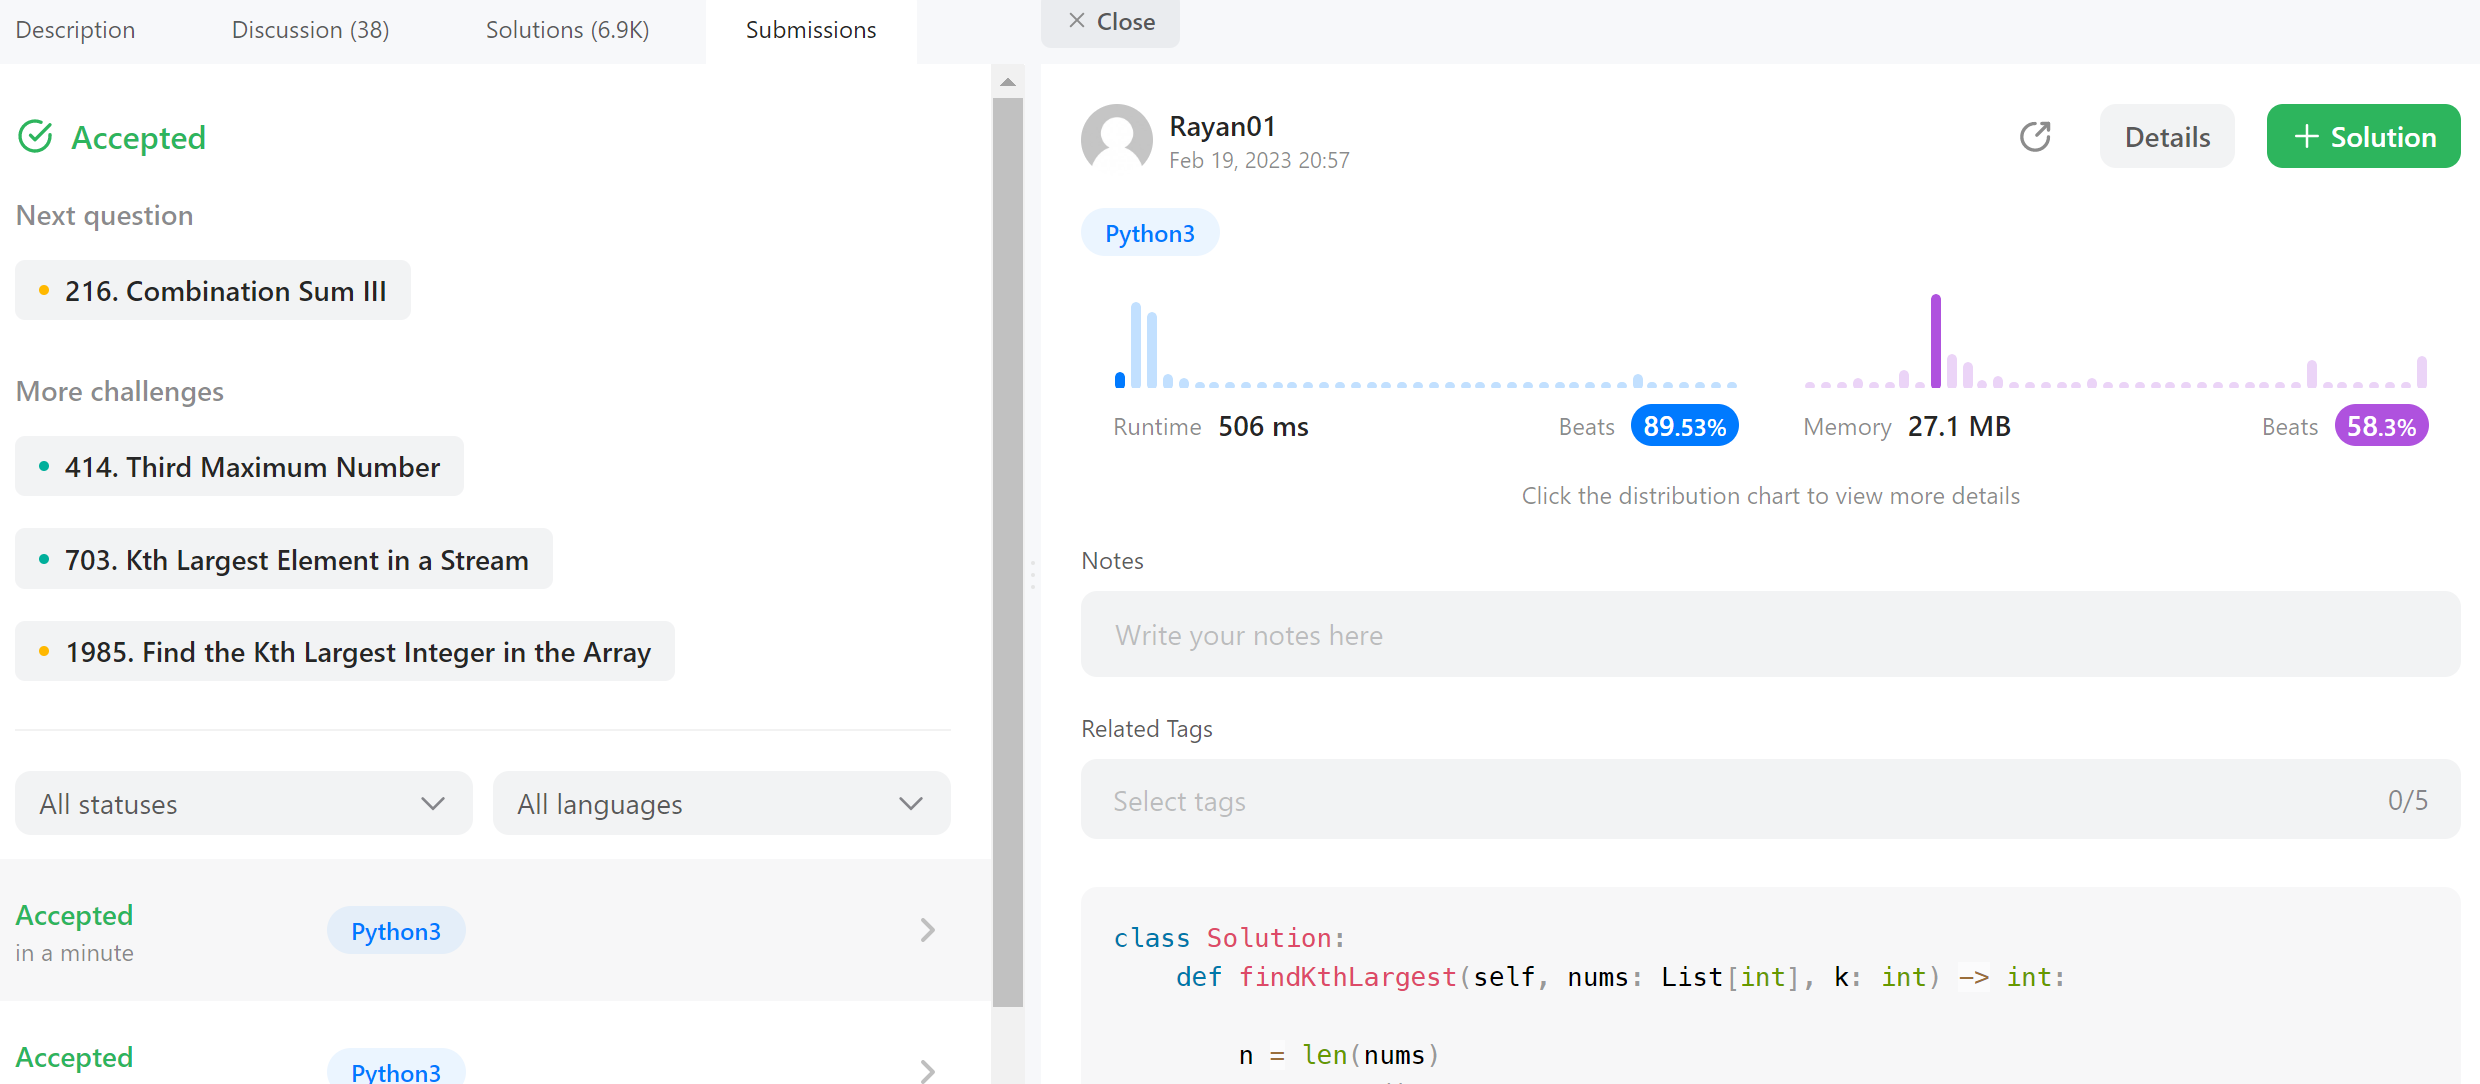 Description Discussion (38) Solutions (6.9K) Submissions
Accepted
Next question
216. Combination Sum III
More challenges
414. Third Maximum Number
703. Kth Largest Element in a Stream
1985. Find the Kth Largest Integer in the Array
All statuses All languages
Accepted Python3
in a minute
Accepted Python3
Close
Rayan01
Feb 19, 2023 20:57
Details + Solution
Python3
Runtime 506 ms Beats 89.53% Memory 27.1 MB Beats 58.3%
Click the distribution chart to view more details
Notes
Write your notes here
Related Tags
Select tags 0/5
class Solution:
    def findKthLargest(self, nums: List[int], k: int) -> int:
        n = len(nums)